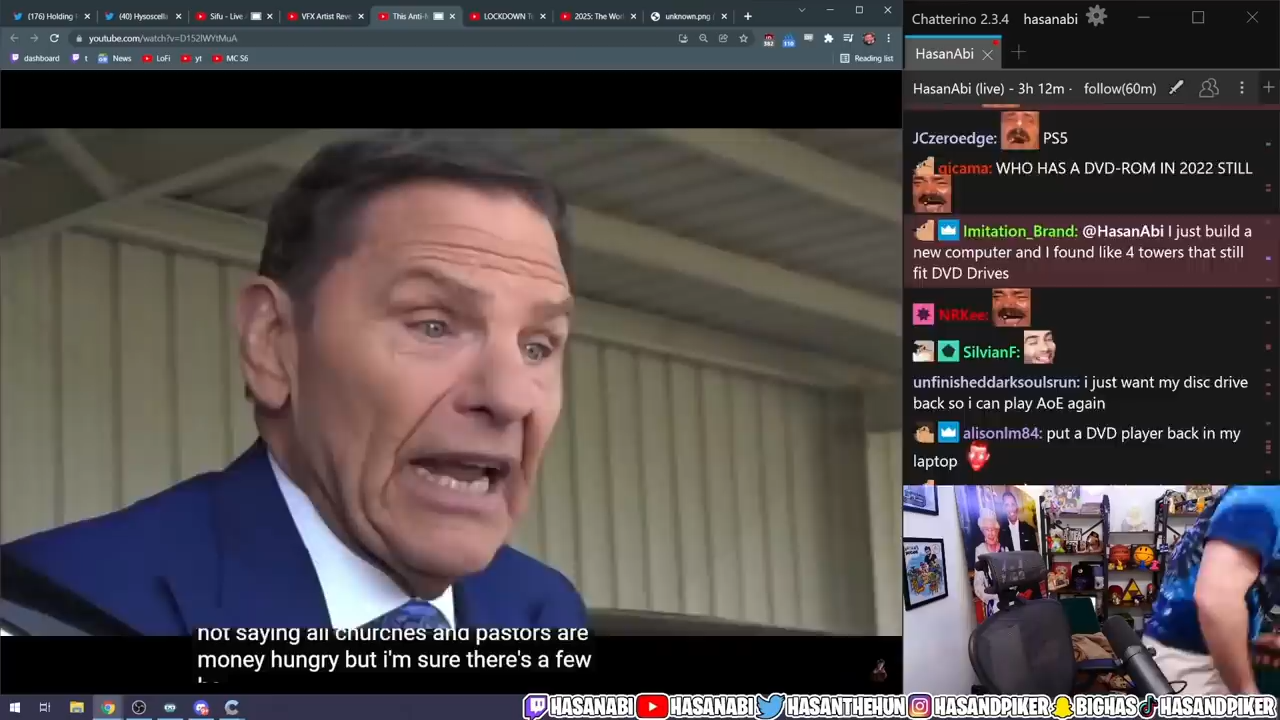 (176) Holding
(40) Hysoscella
Sifu - Live
VFX Artist Rev
This Anti-M
LOCKDOWN T
2025: The Wo
unknown.png
youtube.com/watch?v=D152lWYtMuA
dashboard
t
News
LoFi
yt
MC S6
Reading list
not saying all churches and pastors are
money hungry but i'm sure there's a few
Chatterino 2.3.4 hasanabi
HasanAbi
HasanAbi (live) - 3h 12m - follow(60m)
JCzeroedge: PS5
qicama: WHO HAS A DVD-ROM IN 2022 STILL
Imitation_Brand: @HasanAbi I just build a
new computer and I found like 4 towers that still
fit DVD Drives
NRKee:
SilvianF:
unfinisheddarksoulsrun: i just want my disc drive
back so i can play AoE again
alisonlm84: put a DVD player back in my
laptop
HASANABI HASANABI HASANTHEHUN HASANDPIKER BIGHAS HASANDPIKER